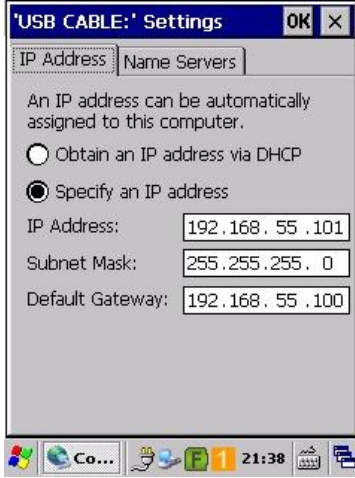 'USB CABLE:' Settings OK ×
IP Address Name Servers
An IP address can be automatically
assigned to this computer.
Obtain an IP address via DHCP
Specify an IP address
IP Address: 192.168. 55 .101
Subnet Mask: 255.255.255. 0
Default Gateway: 192.168. 55 .100
Co... F 1 21:38